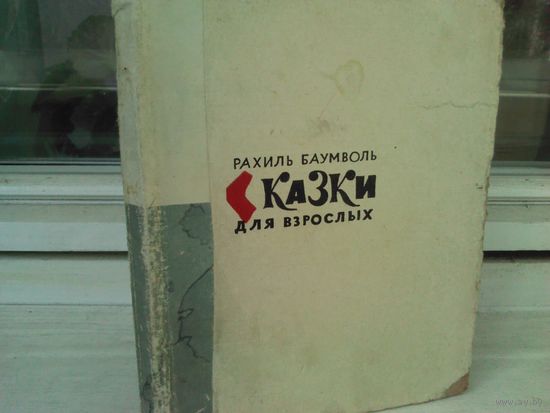 РАХИЛЬ БАУМВОЛЬ
СКАЗКИ
ДЛЯ ВЗРОСЛЫХ